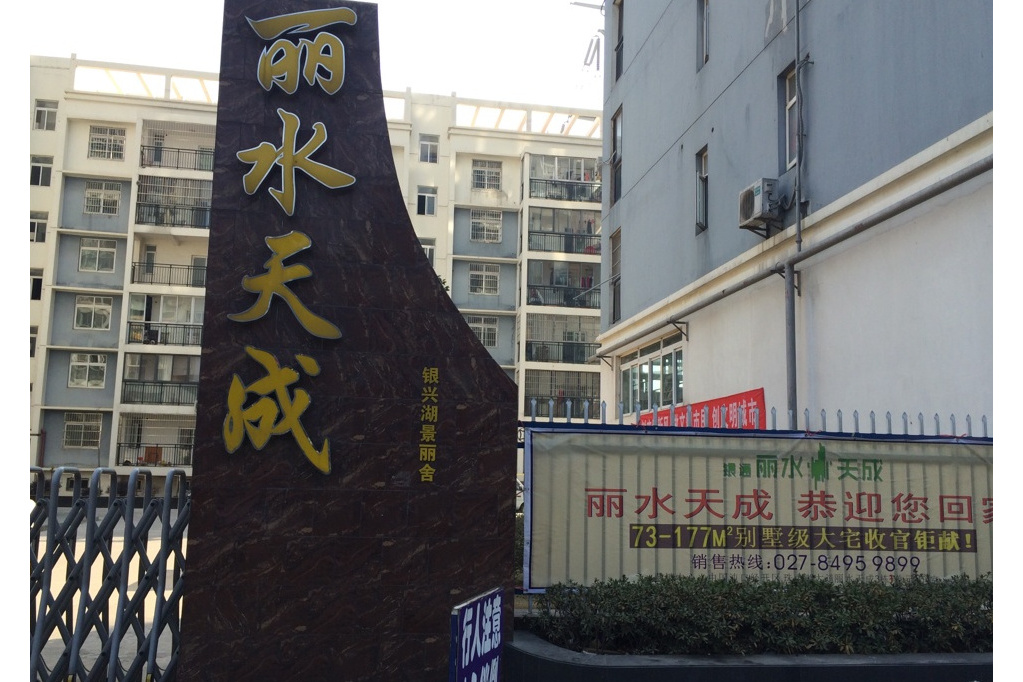 丽水天成
银兴湖景丽舍
丽水天成
丽水天成 恭迎您回家
73-177M²别墅级大宅收官钜献!
销售热线:027-8495 9899
行人注意